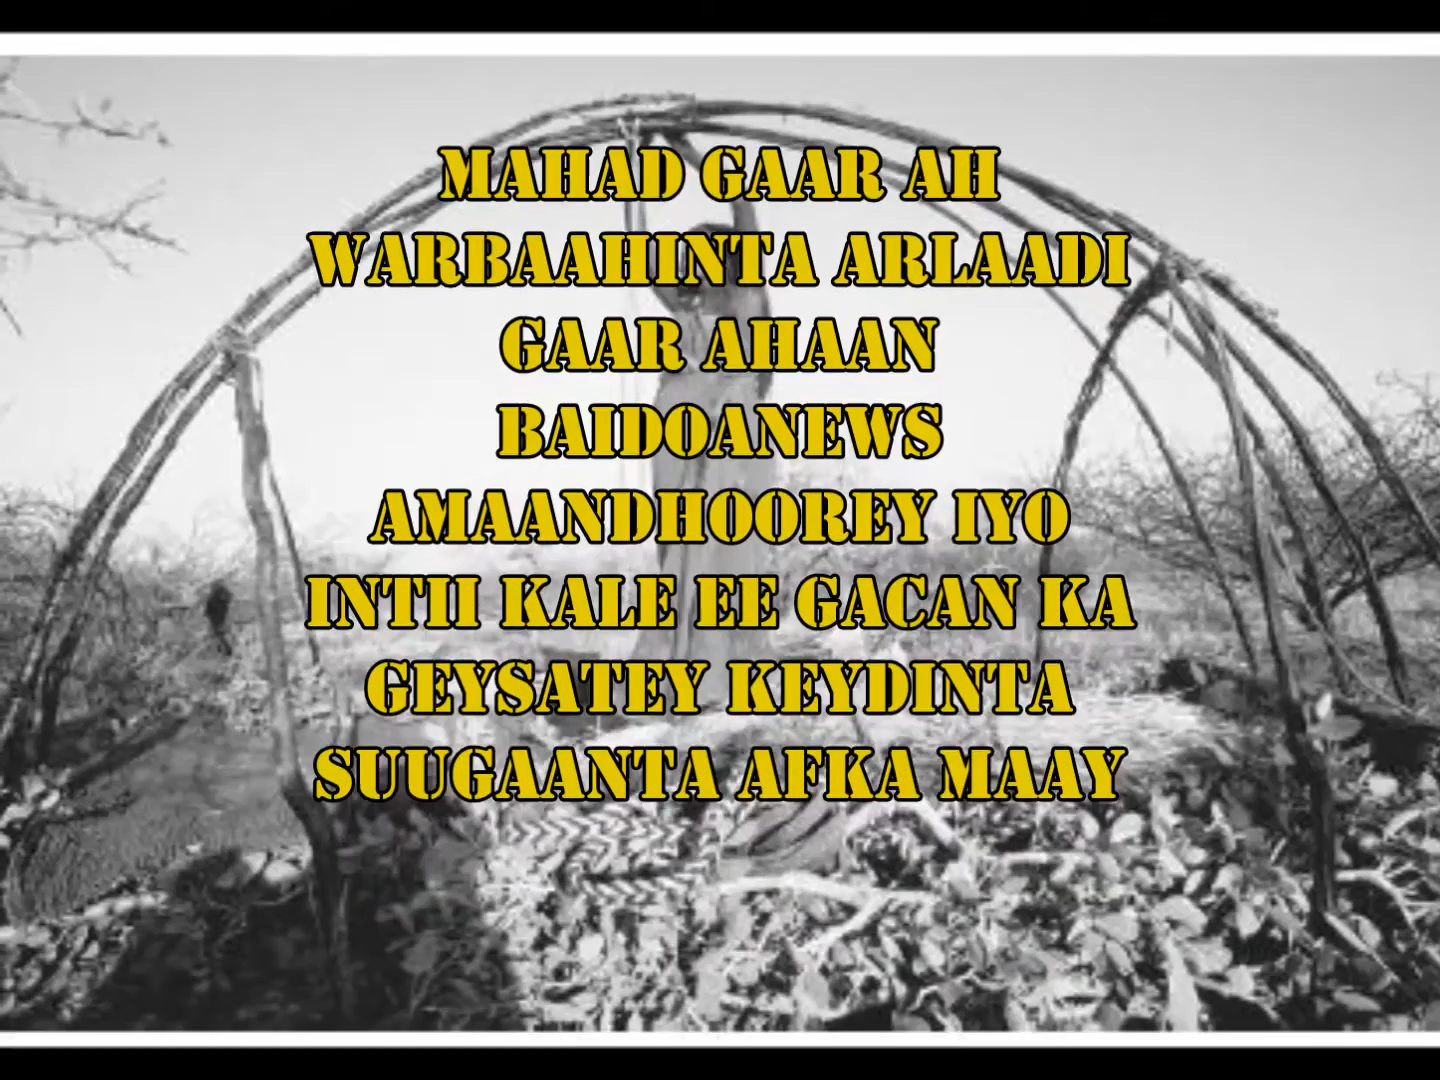 MAHAD GAAR AH
WARBAAHINTA ARLAADI
GAAR AHAAN
BAIDOANEWS
AMAANDHOOREY IYO
INTII KALE EE GACAN KA
GEYSATEY KEYDINTA
SUUGAANTA AFKA MAAY